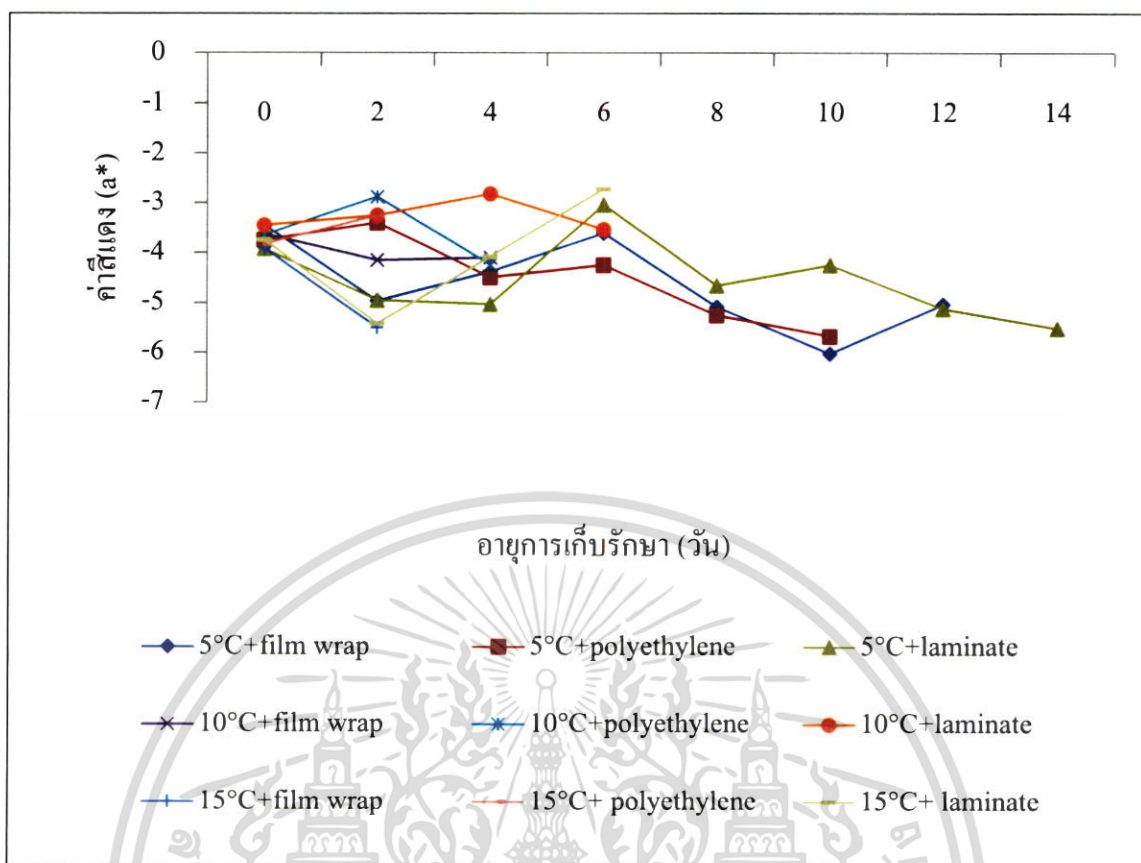 0
-1
-2
-3
-4
-5
-6
-7
0 2 4 6 8 10 12 14
ค่าสีแดง (a*)
อายุการเก็บรักษา (วัน)
5°C+film wrap 5°C+polyethylene 5°C+laminate
10°C+film wrap 10°C+polyethylene 10°C+laminate
15°C+film wrap 15°C+ polyethylene 15°C+ laminate